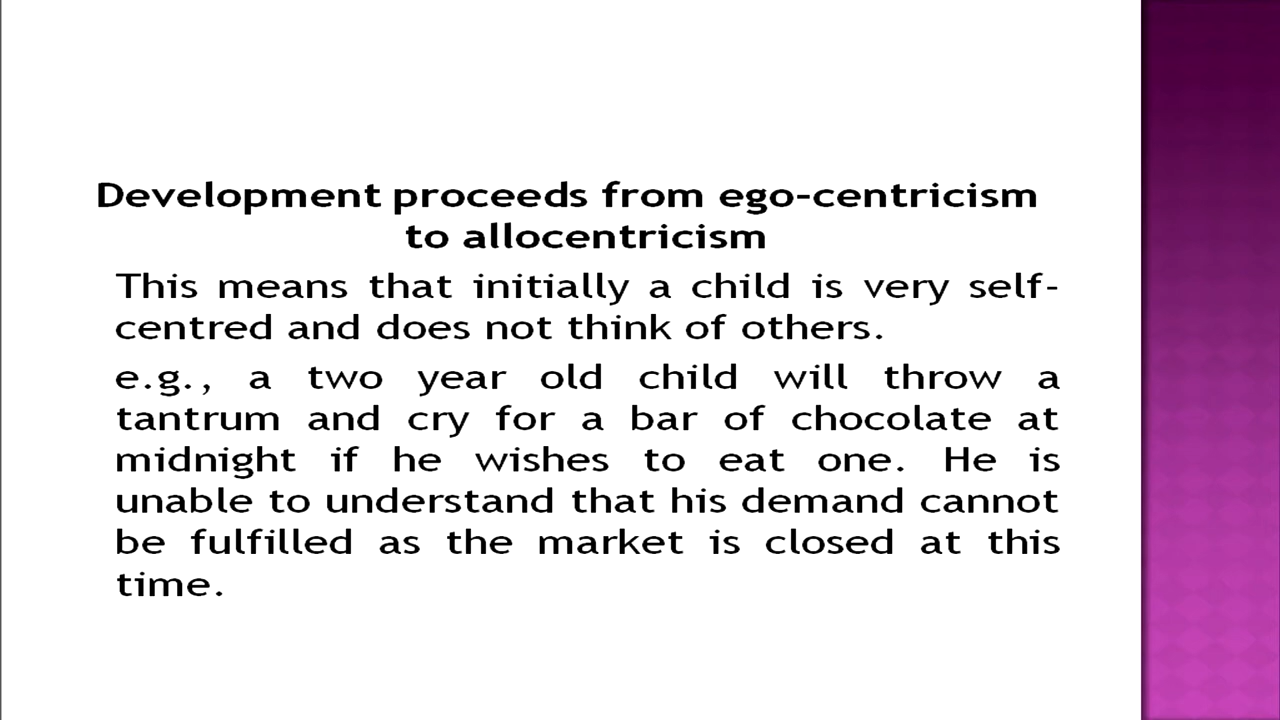 Development proceeds from ego-centricism
to allocentricism
This means that initially a child is very self-
centred and does not think of others.
e.g., a two year old child will throw a
tantrum and cry for a bar of chocolate at
midnight if he wishes to eat one. He is
unable to understand that his demand cannot
be fulfilled as the market is closed at this
time.